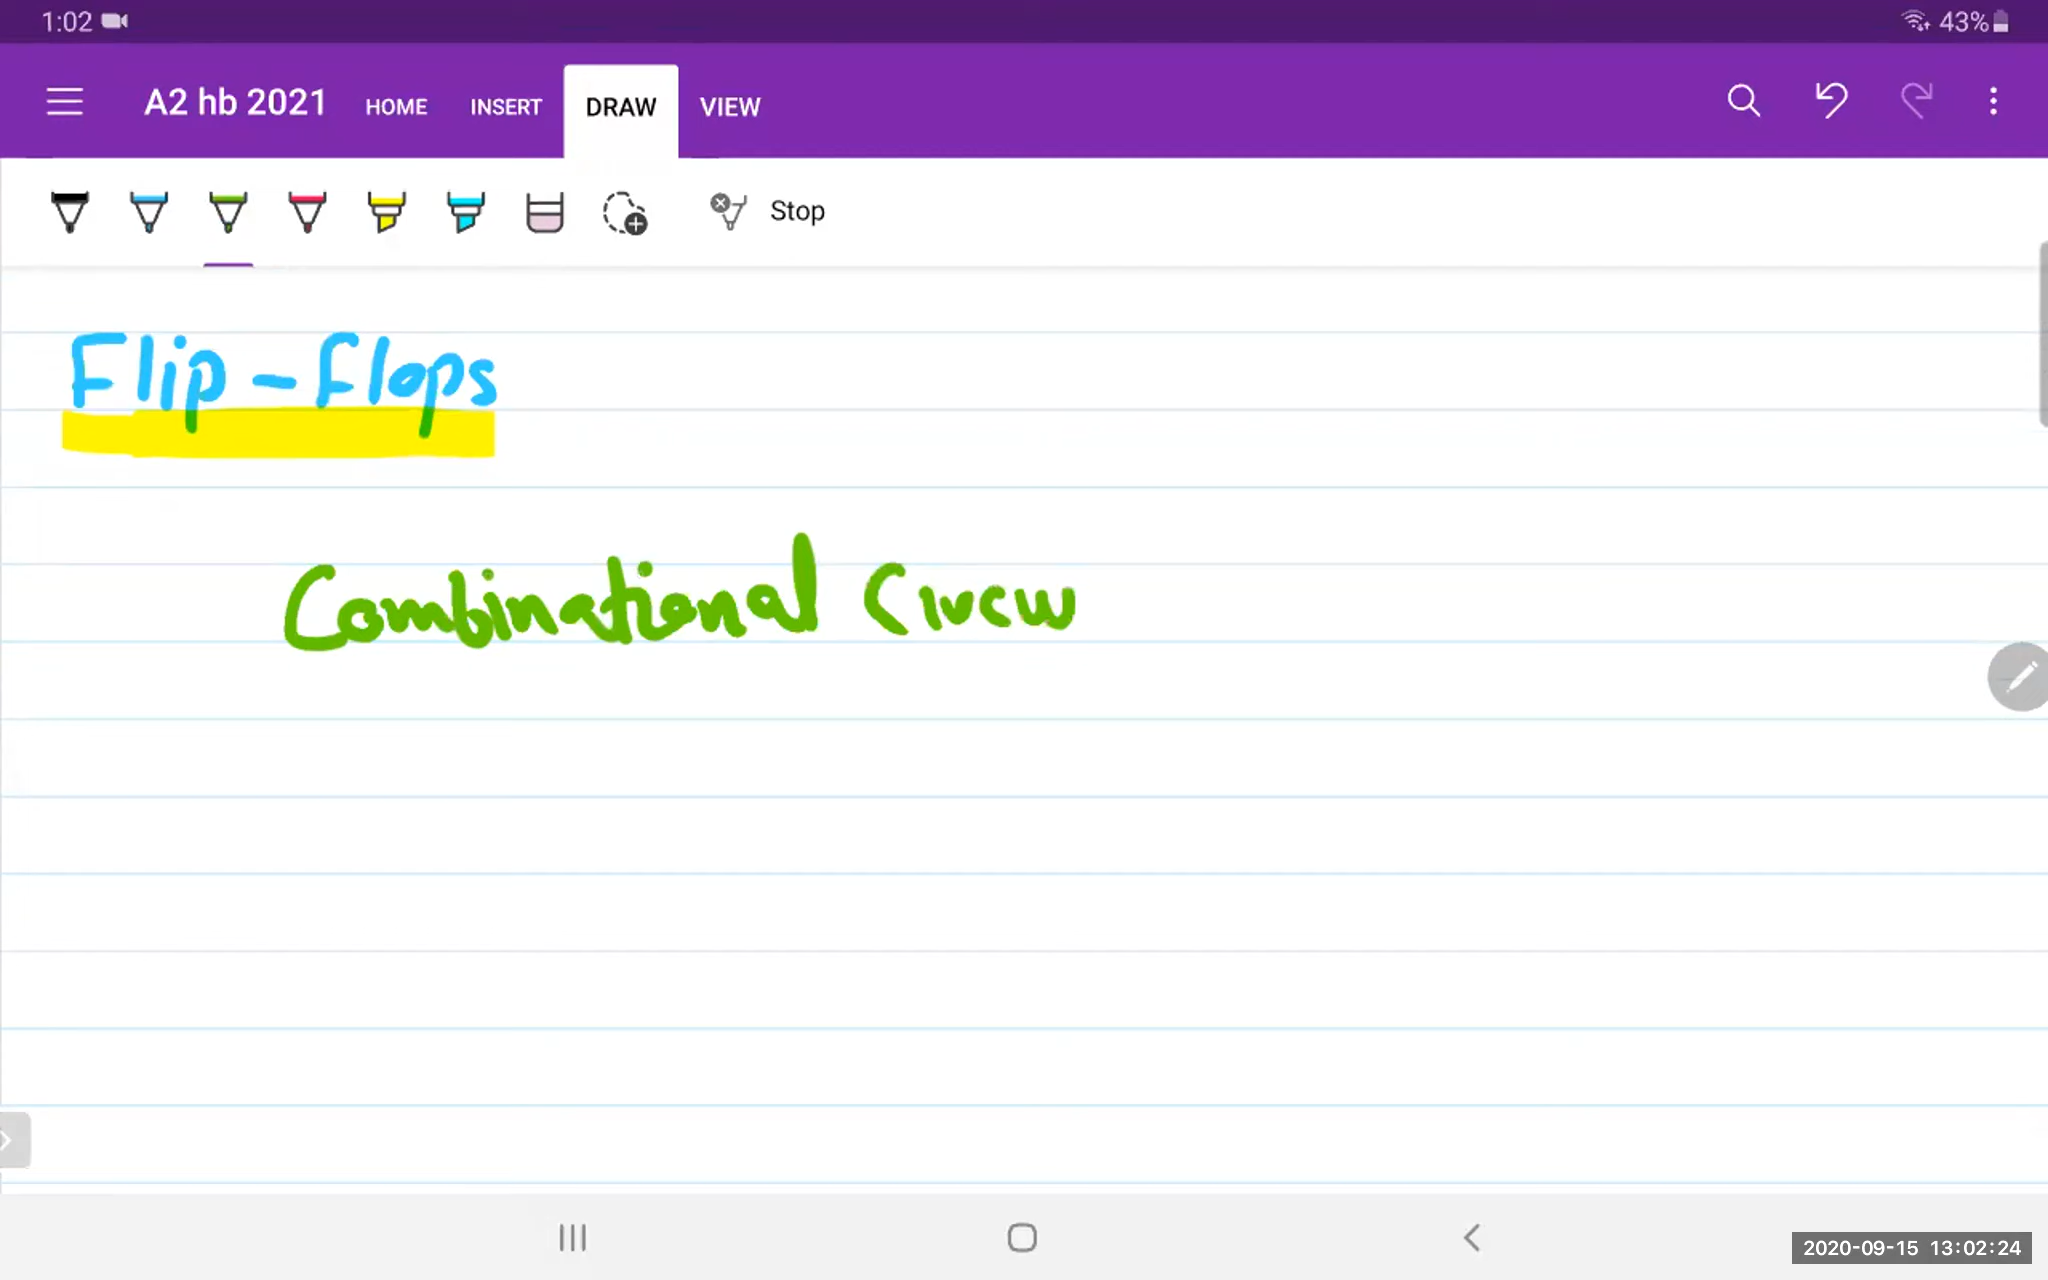 1:02 43%
A2 hb 2021 HOME INSERT DRAW VIEW
Stop
Flip-Flops
Combinational Circu
2020-09-15 13:02:24